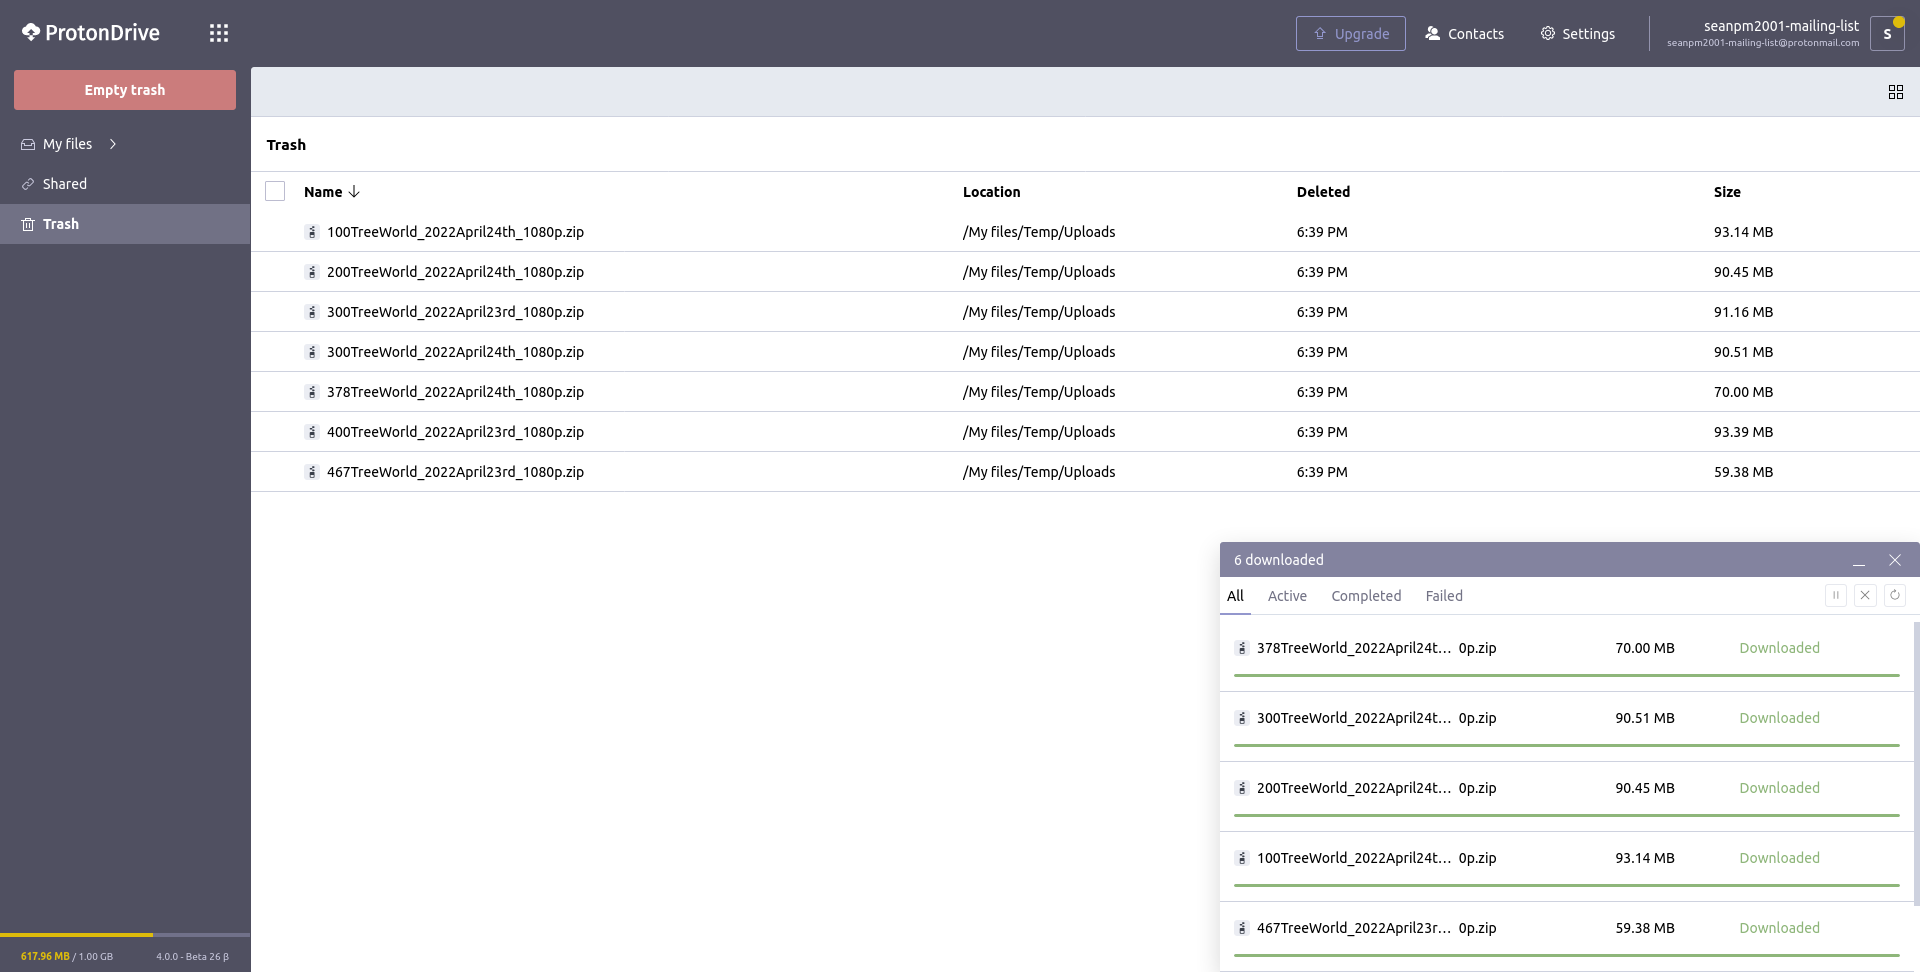 ProtonDrive
Upgrade
Contacts
Settings
seanpm2001-mailing-list
seanpm2001-mailing-list@protonmail.com
S
Empty trash
My files
Shared
Trash
Trash
Name Location Deleted Size
100TreeWorld_2022April24th_1080p.zip /My files/Temp/Uploads 6:39 PM 93.14 MB
200TreeWorld_2022April24th_1080p.zip /My files/Temp/Uploads 6:39 PM 90.45 MB
300TreeWorld_2022April23rd_1080p.zip /My files/Temp/Uploads 6:39 PM 91.16 MB
300TreeWorld_2022April24th_1080p.zip /My files/Temp/Uploads 6:39 PM 90.51 MB
378TreeWorld_2022April24th_1080p.zip /My files/Temp/Uploads 6:39 PM 70.00 MB
400TreeWorld_2022April23rd_1080p.zip /My files/Temp/Uploads 6:39 PM 93.39 MB
467TreeWorld_2022April23rd_1080p.zip /My files/Temp/Uploads 6:39 PM 59.38 MB
6 downloaded
All Active Completed Failed
378TreeWorld_2022April24t… 0p.zip 70.00 MB Downloaded
300TreeWorld_2022April24t… 0p.zip 90.51 MB Downloaded
200TreeWorld_2022April24t… 0p.zip 90.45 MB Downloaded
100TreeWorld_2022April24t… 0p.zip 93.14 MB Downloaded
467TreeWorld_2022April23r… 0p.zip 59.38 MB Downloaded
617.96 MB / 1.00 GB 4.0.0 - Beta 26 β